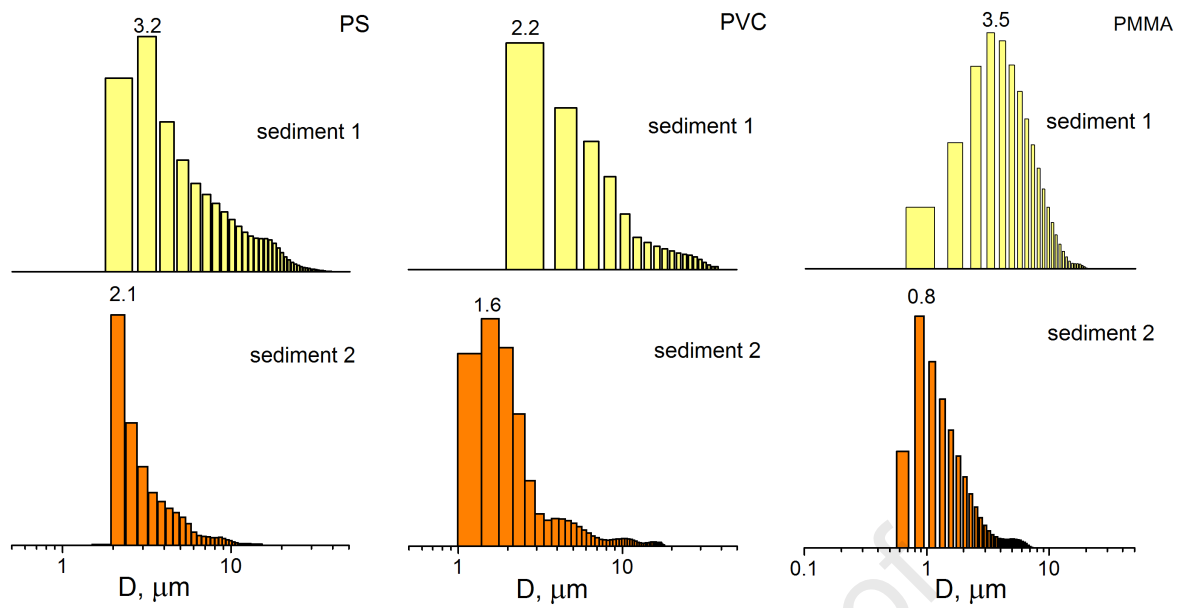 3.2
PS
sediment 1
2.2
PVC
sediment 1
3.5
PMMA
sediment 1
2.1
sediment 2
1.6
sediment 2
0.8
sediment 2
1 10
D, μm
1 10
D, μm
0.1 1 10
D, μm
of